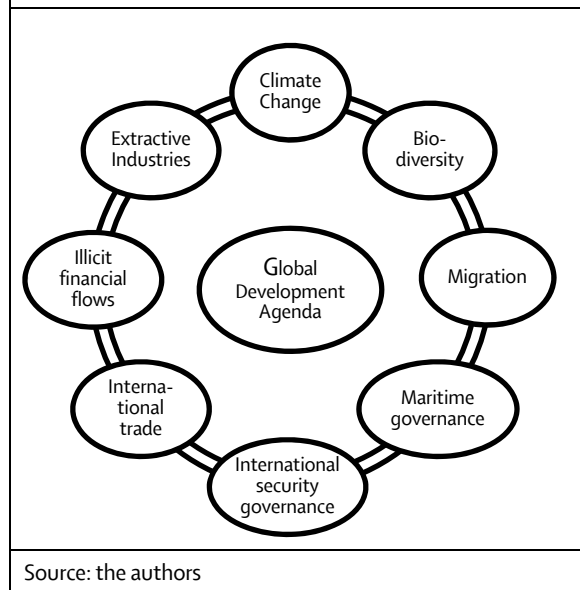 Climate
Change
Extractive
Industries
Bio-
diversity
Illicit
financial
flows
Global
Development
Agenda
Migration
Interna-
tional
trade
Maritime
governance
International
security
governance
Source: the authors